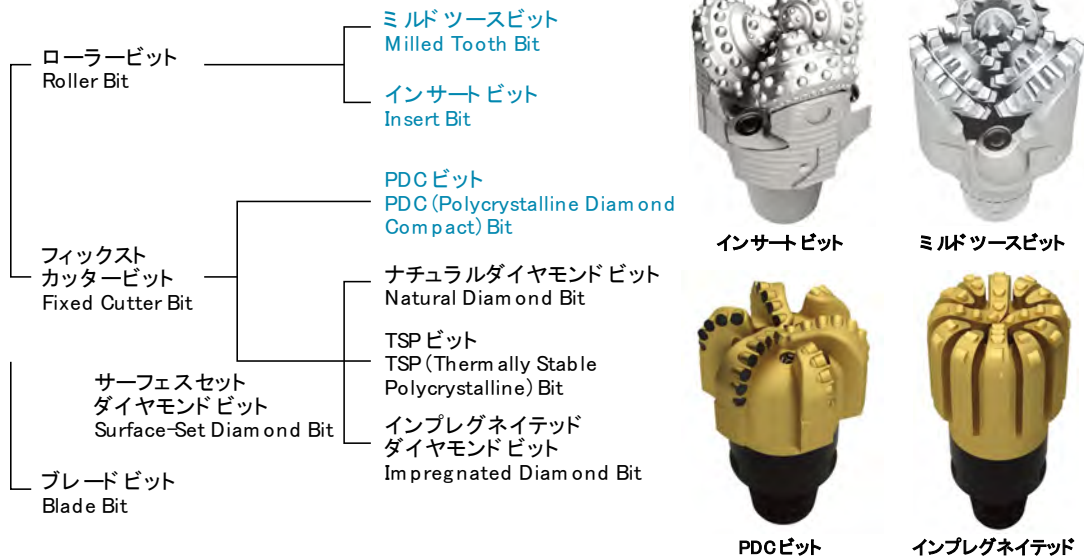 ローラービット
Roller Bit
ミルドツースビット
Milled Tooth Bit
インサートビット
Insert Bit
フィックスト
カッタービット
Fixed Cutter Bit
PDCビット
PDC(Polycrystalline Diamond
Compact)Bit
サーフェスセット
ダイヤモンドビット
Surface-Set Diamond Bit
ナチュラルダイヤモンドビット
Natural Diamond Bit
TSPビット
TSP(Thermally Stable
Polycrystalline)Bit
インプレグネイテッド
ダイヤモンドビット
Impregnated Diamond Bit
ブレードビット
Blade Bit
インサートビット
ミルドツースビット
PDCビット
インプレグネイテッド